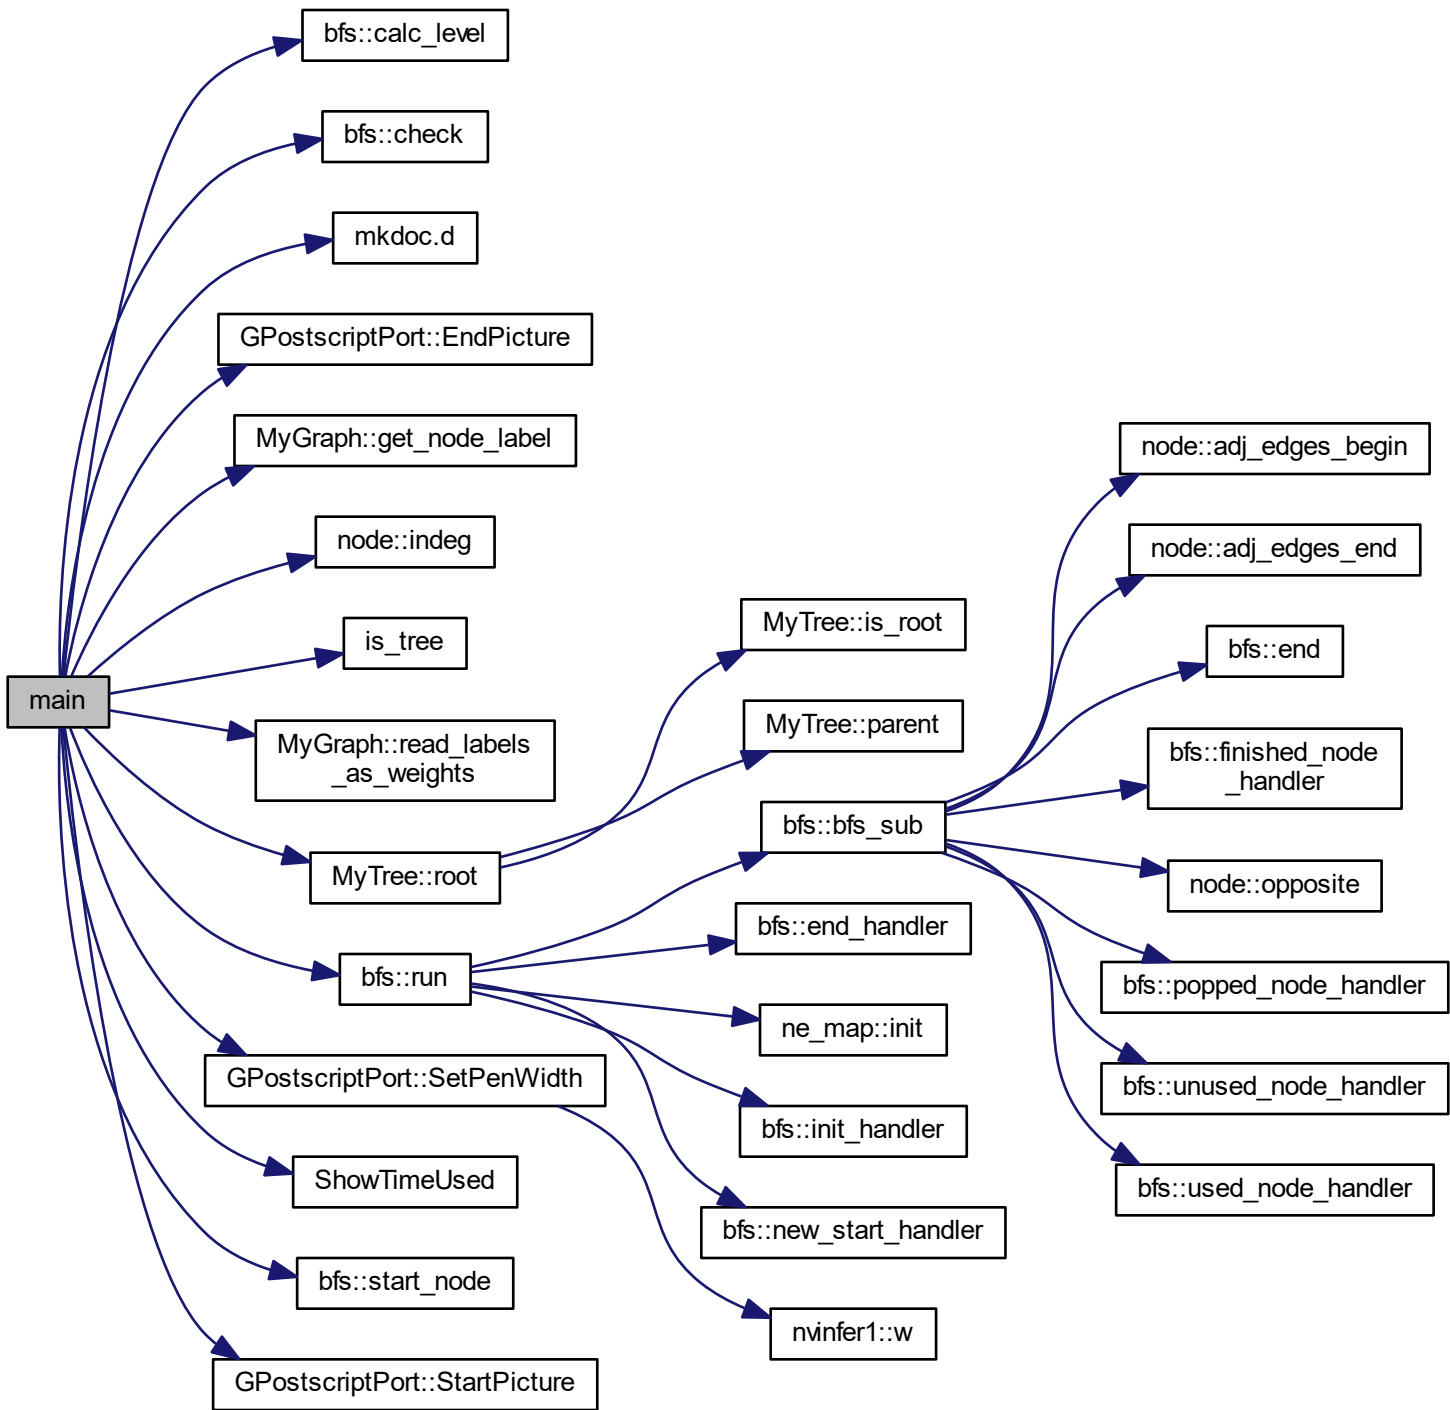 bfs::calc_level
bfs::check
mkdoc.d
GPostscriptPort::EndPicture
MyGraph::get_node_label
node::indeg
is_tree
main
MyGraph::read_labels
_as_weights
MyTree::root
bfs::run
GPostscriptPort::SetPenWidth
ShowTimeUsed
bfs::start_node
GPostscriptPort::StartPicture
MyTree::is_root
MyTree::parent
bfs::bfs_sub
bfs::end_handler
ne_map::init
bfs::init_handler
bfs::new_start_handler
nvinfer1::w
node::adj_edges_begin
node::adj_edges_end
bfs::end
bfs::finished_node
_handler
node::opposite
bfs::popped_node_handler
bfs::unused_node_handler
bfs::used_node_handler